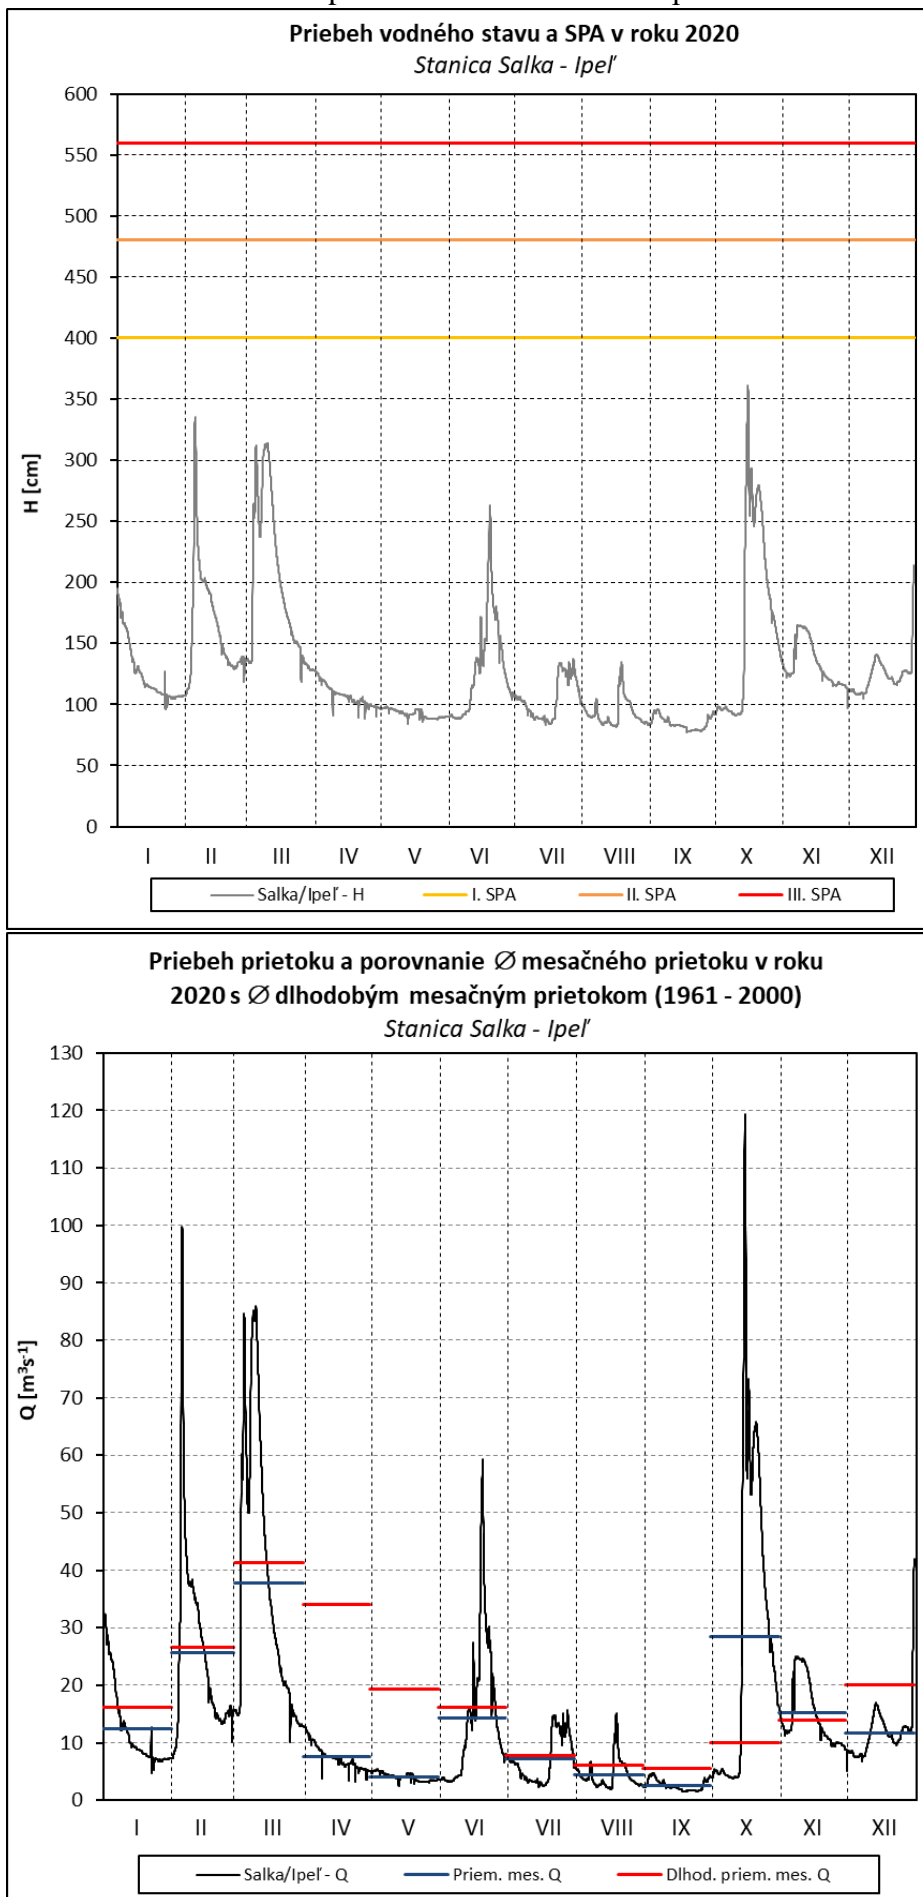 Priebeh vodného stavu a SPA v roku 2020
Stanica Salka - Ipeľ
600
550
500
450
400
350
300
250
200
150
100
50
0
H [cm]
I II III IV V VI VII VIII IX X XI XII
Salka/Ipeľ - H I. SPA II. SPA III. SPA
Priebeh prietoku a porovnanie Ø mesačného prietoku v roku
2020 s Ø dlhodobým mesačným prietokom (1961 - 2000)
Stanica Salka - Ipeľ
130
120
110
100
90
80
70
60
50
40
30
20
10
0
Q [m³s⁻¹]
I II III IV V VI VII VIII IX X XI XII
Salka/Ipeľ - Q Priem. mes. Q Dlhod. priem. mes. Q